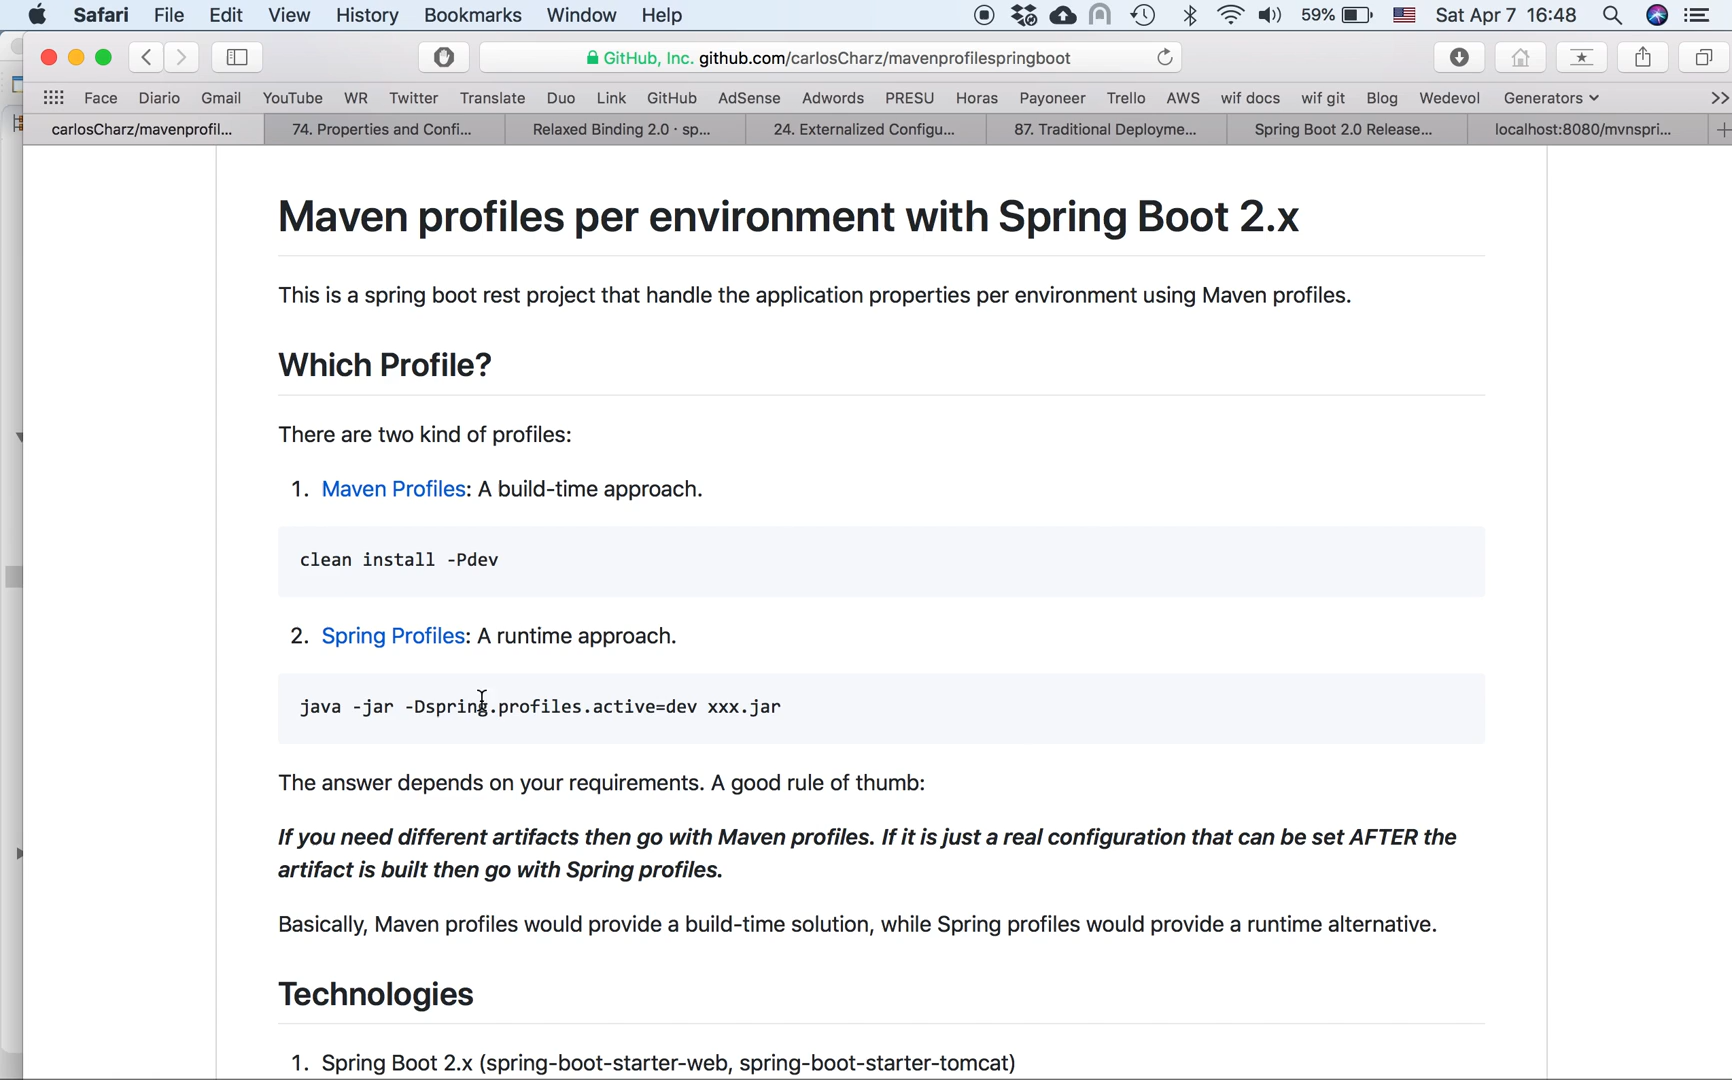 Safari File Edit View History Bookmarks Window Help 59% Sat Apr 7 16:48
GitHub, Inc. github.com/carlosCharz/mavenprofilespringboot
Face Diario Gmail YouTube WR Twitter Translate Duo Link GitHub AdSense Adwords PRESU Horas Payoneer Trello AWS wif docs wif git Blog Wedevol Generators
carlosCharz/mavenprofil... 74. Properties and Confi... Relaxed Binding 2.0 · sp... 24. Externalized Configu... 87. Traditional Deployme... Spring Boot 2.0 Release... localhost:8080/mvnspri...
Maven profiles per environment with Spring Boot 2.x
This is a spring boot rest project that handle the application properties per environment using Maven profiles.
Which Profile?
There are two kind of profiles:
1. Maven Profiles: A build-time approach.
clean install -Pdev
2. Spring Profiles: A runtime approach.
java -jar -Dspring.profiles.active=dev xxx.jar
The answer depends on your requirements. A good rule of thumb:
If you need different artifacts then go with Maven profiles. If it is just a real configuration that can be set AFTER the
artifact is built then go with Spring profiles.
Basically, Maven profiles would provide a build-time solution, while Spring profiles would provide a runtime alternative.
Technologies
1. Spring Boot 2.x (spring-boot-starter-web, spring-boot-starter-tomcat)